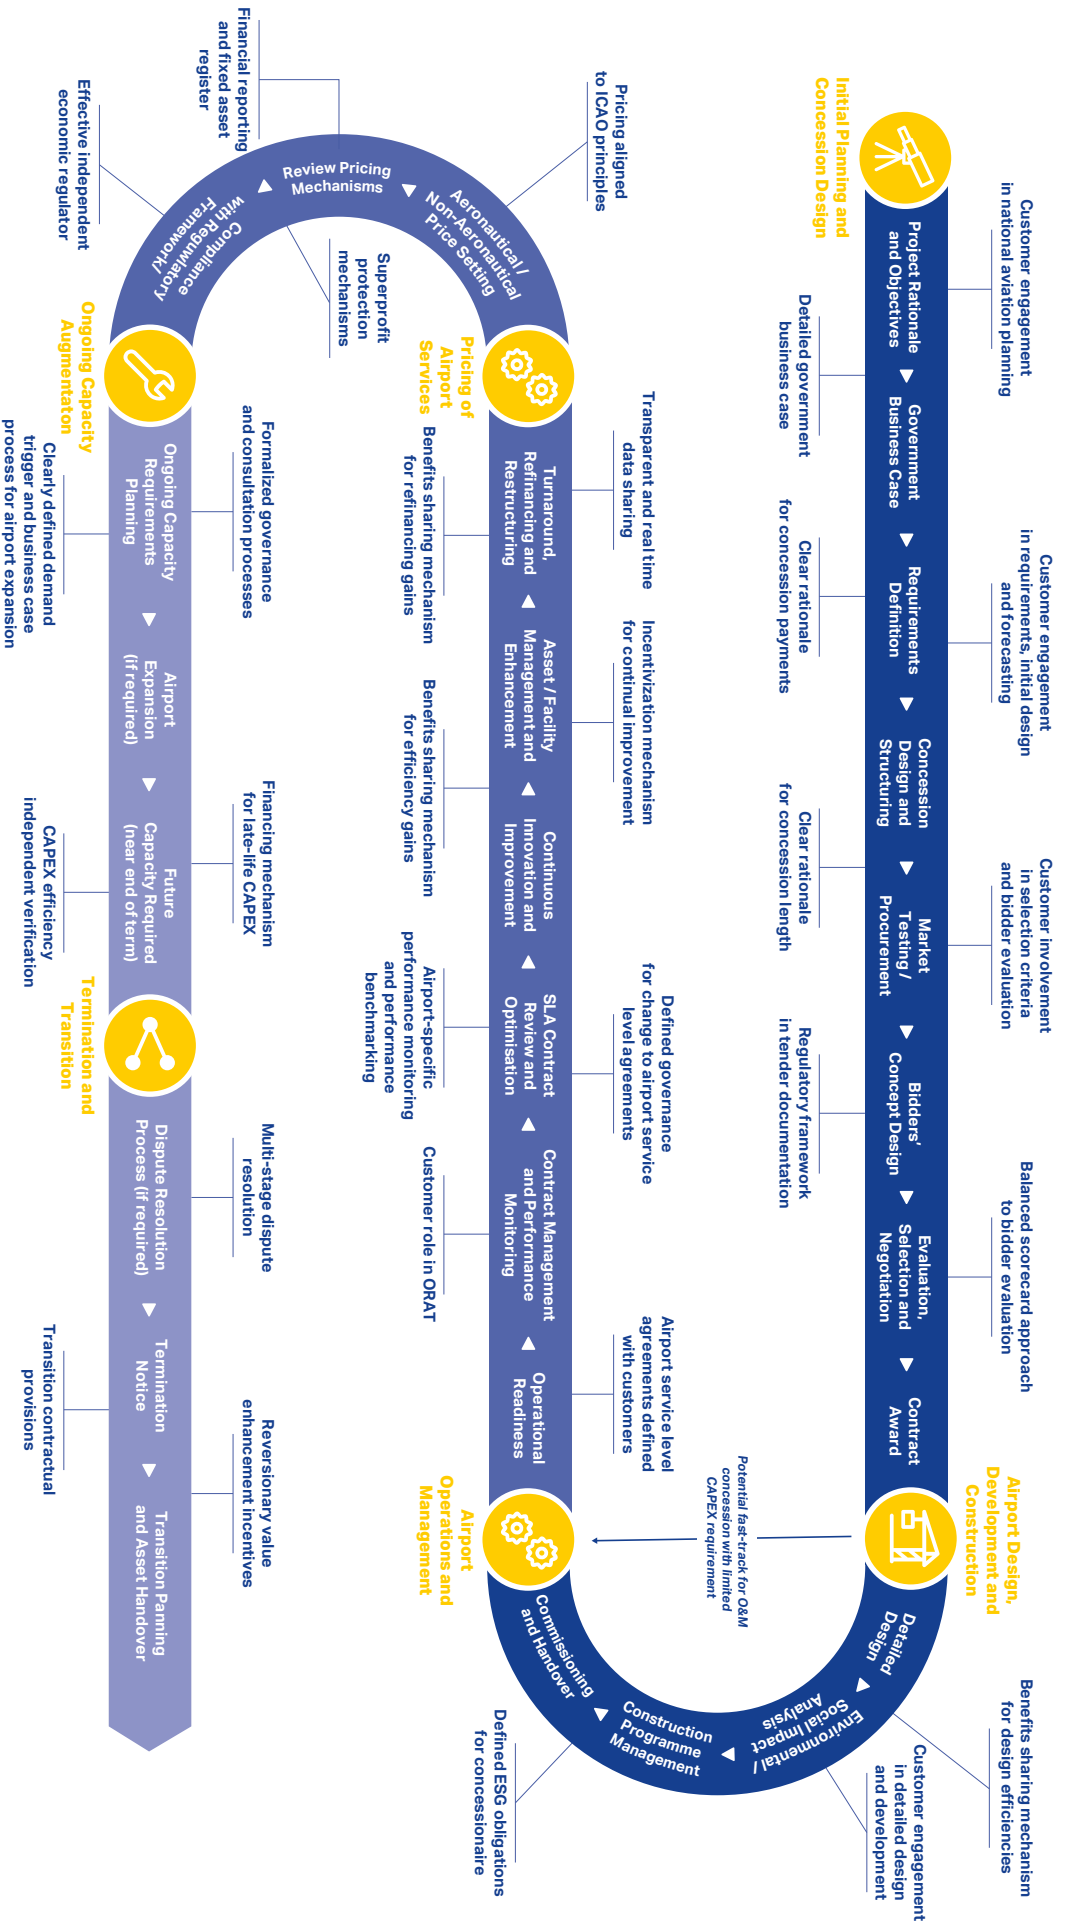 Initial Planning and
Concession Design
Customer engagement
in national aviation planning
Customer engagement
in requirements, initial design
and forecasting
Customer involvement
in selection criteria
and bidder evaluation
Balanced scorecard approach
to bidder evaluation
Project Rationale
and Objectives
Government
Business Case
Requirements
Definition
Concession
Design and
Structuring
Market
Testing /
Procurement
Bidders'
Concept Design
Evaluation,
Selection and
Negotiation
Contract
Award
Detailed government
business case
Clear rationale
for concession payments
Clear rationale
for concession length
Regulatory framework
in tender documentation
Airport Design,
Development and
Construction
Benefits sharing mechanism
for design efficiencies
Customer engagement
in detailed design
and development
Detailed
Design
Environmental /
Social Impact
Analysis
Construction
Programme
Management
Commissioning
and Handover
Defined ESG obligations
for concessionaire
Potential fast-track for O&M
concession with limited
CAPEX requirement
Airport
Operations and
Management
Airport service level
agreements defined
with customers
Defined governance
for change to airport service
level agreements
Incentivization mechanism
for continual improvement
Transparent and real time
data sharing
Operational
Readiness
Contract Management
and Performance
Monitoring
SLA Contract
Review and
Optimisation
Continuous
Innovation and
Improvement
Asset / Facility
Management and
Enhancement
Turnaround,
Refinancing and
Restructuring
Customer role in ORAT
Airport-specific
performance monitoring
and performance
benchmarking
Benefits sharing mechanism
for efficiency gains
Benefits sharing mechanism
for refinancing gains
Pricing of
Airport
Services
Pricing aligned
to ICAO principles
Aeronautical /
Non-Aeronautical
Price Setting
Review Pricing
Mechanisms
Compliance
with Reguwlatory
Framework/
Superprofit
protection
mechanisms
Financial reporting
and fixed asset
register
Effective independent
economic regulator
Ongoing Capacity
Augmentaton
Formalized governance
and consultation processes
Financing mechanism
for late-life CAPEX
Ongoing Capacity
Requirements
Planning
Airport
Expansion
(if required)
Future
Capacity Required
(near end of term)
Clearly defined demand
trigger and business case
process for airport expansion
CAPEX efficiency
independent verification
Termination and
Transition
Multi-stage dispute
resolution
Reversionary value
enhancement incentives
Dispute Resolution
Process (if required)
Termination
Notice
Transition Panning
and Asset Handover
Transition contractual
provisions